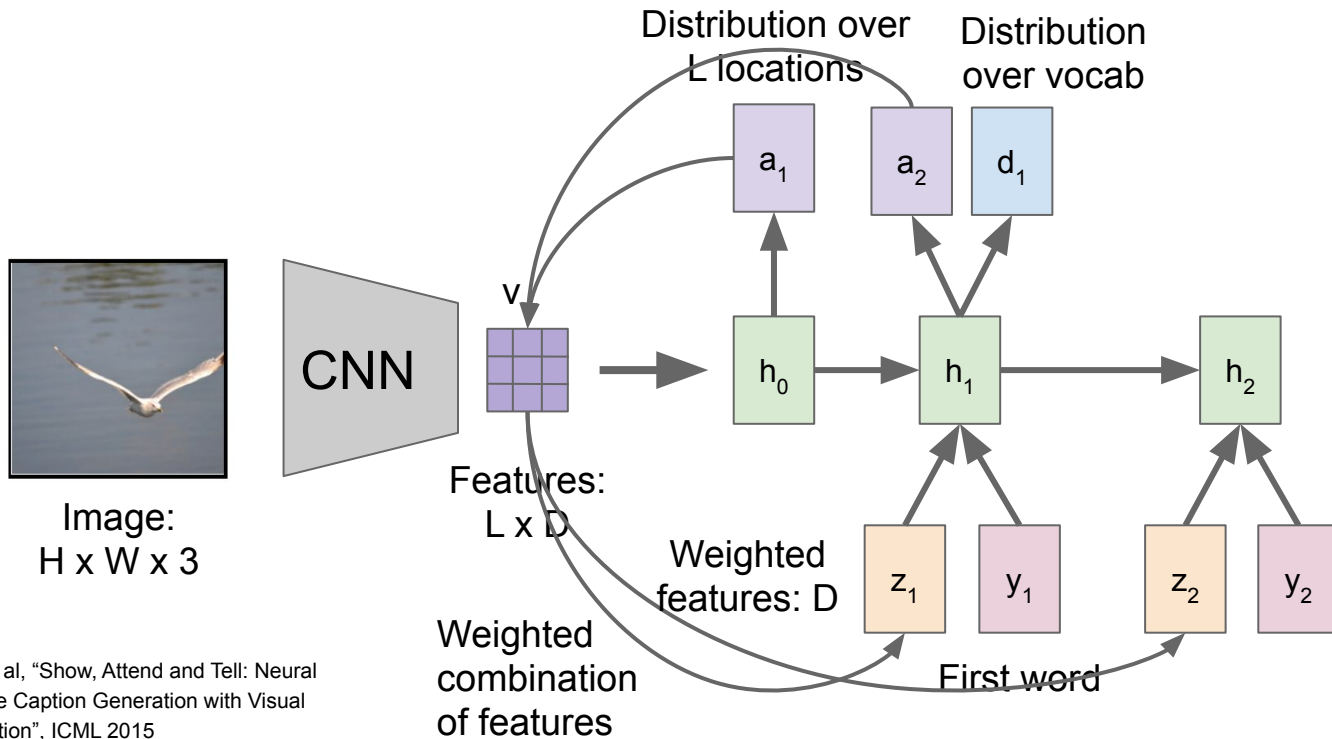 Distribution over
L locations
Distribution
over vocab
a1
a2
d1
v
CNN
h0
h1
h2
Image:
H x W x 3
Features:
L x D
Weighted
features: D
z1
y1
z2
y2
Weighted
combination
of features
First word
al, “Show, Attend and Tell: Neural
e Caption Generation with Visual
tion”, ICML 2015